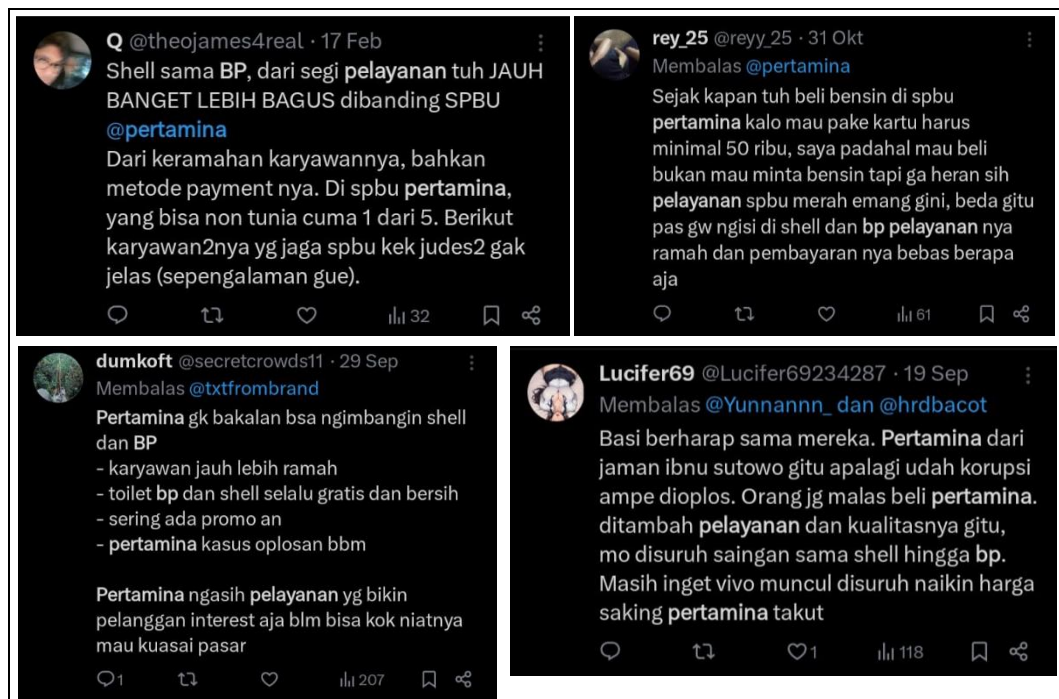 Q @theojames4real · 17 Feb
Shell sama BP, dari segi pelayanan tuh JAUH
BANGET LEBIH BAGUS dibanding SPBU
@pertamina
Dari keramahan karyawannya, bahkan
metode payment nya. Di spbu pertamina,
yang bisa non tunia cuma 1 dari 5. Berikut
karyawan2nya yg jaga spbu kek judes2 gak
jelas (sepengalaman gue).
32
rey_25 @reyy_25 · 31 Okt
Membalas @pertamina
Sejak kapan tuh beli bensin di spbu
pertamina kalo mau pake kartu harus
minimal 50 ribu, saya padahal mau beli
bukan mau minta bensin tapi ga heran sih
pelayanan spbu merah emang gini, beda gitu
pas gw ngisi di shell dan bp pelayanan nya
ramah dan pembayaran nya bebas berapa
aja
61
dumkoft @secretcrowds11 · 29 Sep
Membalas @txtfrombrand
Pertamina gk bakalan bsa ngimbangin shell
dan BP
- karyawan jauh lebih ramah
- toilet bp dan shell selalu gratis dan bersih
- sering ada promo an
- pertamina kasus oplosan bbm
Pertamina ngasih pelayanan yg bikin
pelanggan interest aja blm bisa kok niatnya
mau kuasai pasar
1 207
Lucifer69 @Lucifer69234287 · 19 Sep
Membalas @Yunnannn_ dan @hrdbacot
Basi berharap sama mereka. Pertamina dari
jaman ibnu sutowo gitu apalagi udah korupsi
ampe dioplos. Orang jg malas beli pertamina.
ditambah pelayanan dan kualitasnya gitu,
mo disuruh saingan sama shell hingga bp.
Masih inget vivo muncul disuruh naikin harga
saking pertamina takut
1 118